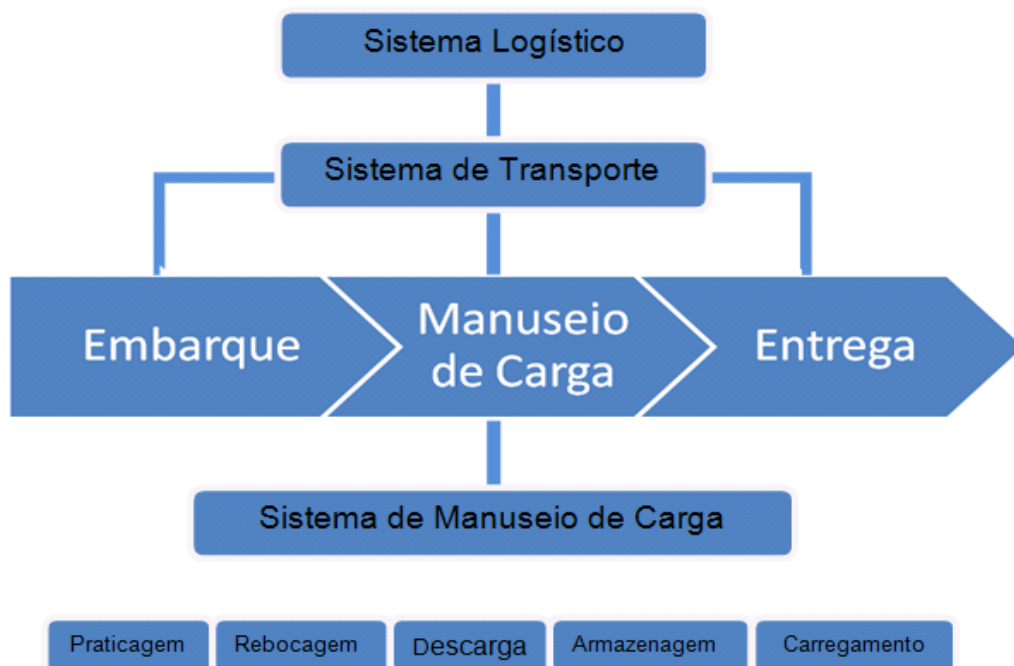 Sistema Logístico
Sistema de Transporte
Embarque
Manuseio
de Carga
Entrega
Sistema de Manuseio de Carga
Praticagem
Rebocagem
Descarga
Armazenagem
Carregamento